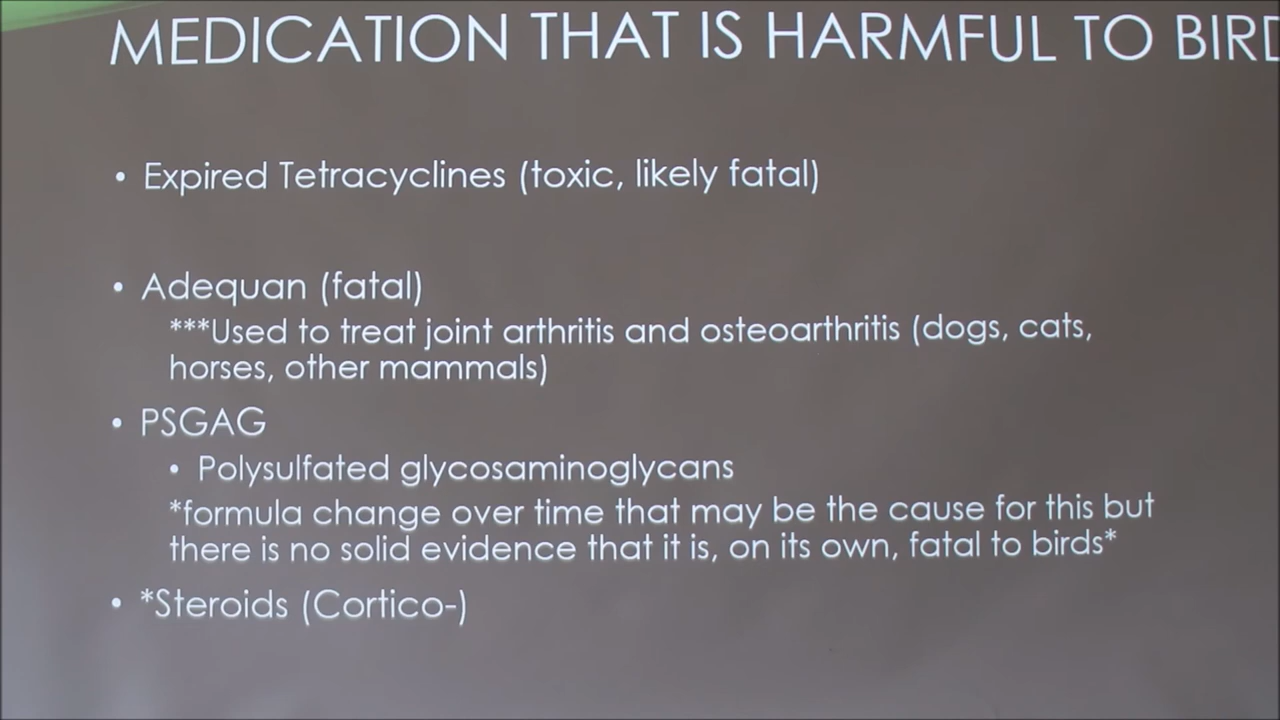 MEDICATION THAT IS HARMFUL TO BIRD
• Expired Tetracyclines (toxic, likely fatal)
• Adequan (fatal)
***Used to treat joint arthritis and osteoarthritis (dogs, cats,
horses, other mammals)
• PSGAG
• Polysulfated glycosaminoglycans
*formula change over time that may be the cause for this but
there is no solid evidence that it is, on its own, fatal to birds*
• *Steroids (Cortico-)